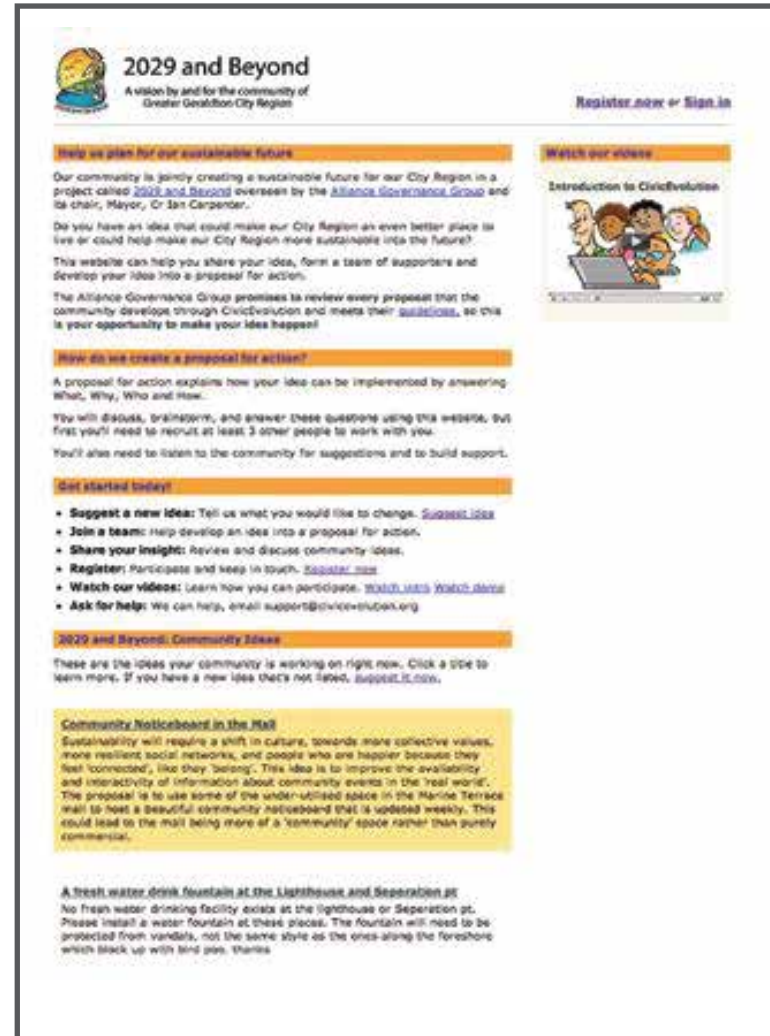 2029 and Beyond
A vision by and for the community of
Greater Geraldton City Region
Register now or Sign in
Help us plan for our sustainable future
Our community is jointly creating a sustainable future for our City Region in a
project called 2029 and Beyond overseen by the Alliance Governance Group and
its chair, Mayor, Cr Ian Carpenter.
Do you have an idea that could make our City Region an even better place to
live or could help make our City Region more sustainable into the future?
This website can help you share your idea, form a team of supporters and
develop your idea into a proposal for action.
The Alliance Governance Group promises to review every proposal that the
community develops through CivicEvolution and meets their guidelines, so this
is your opportunity to make your idea happen!
How do we create a proposal for action?
A proposal for action explains how your idea can be implemented by answering
What, Why, Who and How.
You will discuss, brainstorm, and answer these questions using this website, but
first you'll need to recruit at least 3 other people to work with you.
You'll also need to listen to the community for suggestions and to build support.
Get started today!
• Suggest a new idea: Tell us what you would like to change. Suggest idea
• Join a team: Help develop an idea into a proposal for action.
• Share your insight: Review and discuss community ideas.
• Register: Participate and keep in touch. Register now
• Watch our videos: Learn how you can participate. Watch intro Watch demo
• Ask for help: We can help, email support@civicevolution.org
2029 and Beyond: Community Ideas
These are the ideas your community is working on right now. Click a title to
learn more. If you have a new idea that's not listed, suggest it now.
Community Noticeboard in the Mall
Sustainability will require a shift in culture, towards more collective values,
more resilient social networks, and people who are happier because they
feel 'connected', like they 'belong'. This idea is to improve the availability
and interactivity of information about community events in the 'real world'.
The proposal is to use some of the under-utilised space in the Marine Terrace
mall to host a beautiful community noticeboard that is updated weekly. This
could lead to the mall being more of a 'community' space rather than purely
commercial.
A fresh water drink fountain at the Lighthouse and Seperation pt
No fresh water drinking facility exists at the lighthouse or Seperation pt.
Please install a water fountain at these places. The fountain will need to be
protected from vandals, not the same style as the ones along the foreshore
which block up with bird poo. thanks
Watch our videos
Introduction to CivicEvolution